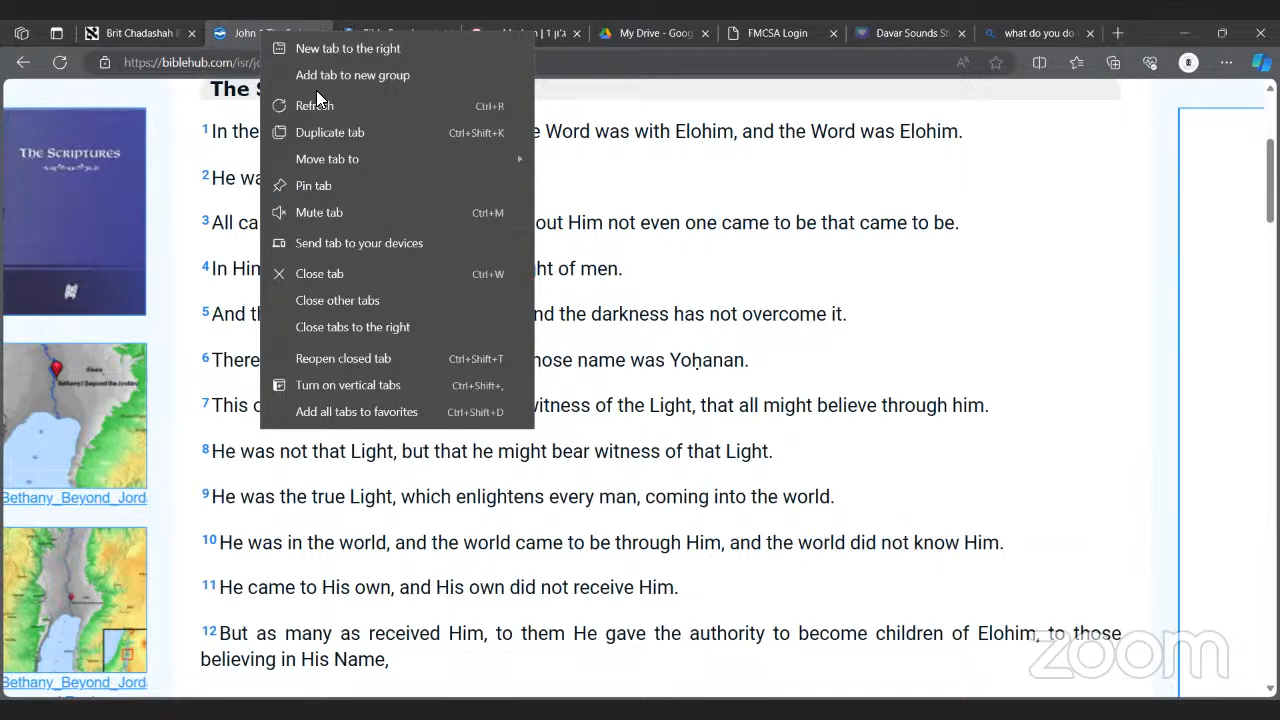 Brit Chadashah
John 1 The S
My Drive - Goo
FMCSA Login
Davar Sounds St
what do you do
https://biblehub.com/isr/jo
New tab to the right
Add tab to new group
Refresh Ctrl+R
Duplicate tab Ctrl+Shift+K
Move tab to
Pin tab
Mute tab Ctrl+M
Send tab to your devices
Close tab Ctrl+W
Close other tabs
Close tabs to the right
Reopen closed tab Ctrl+Shift+T
Turn on vertical tabs Ctrl+Shift+,
Add all tabs to favorites Ctrl+Shift+D
THE SCRIPTURES
Bethany_Beyond_Jord
Bethany_Beyond_Jord
The S
1 In the e Word was with Elohim, and the Word was Elohim.
2 He wa
3 All ca out Him not even one came to be that came to be.
4 In Him ght of men.
5 And th nd the darkness has not overcome it.
6 There hose name was Yoḥanan.
7 This o witness of the Light, that all might believe through him.
8 He was not that Light, but that he might bear witness of that Light.
9 He was the true Light, which enlightens every man, coming into the world.
10 He was in the world, and the world came to be through Him, and the world did not know Him.
11 He came to His own, and His own did not receive Him.
12 But as many as received Him, to them He gave the authority to become children of Elohim, to those
believing in His Name,
zoom